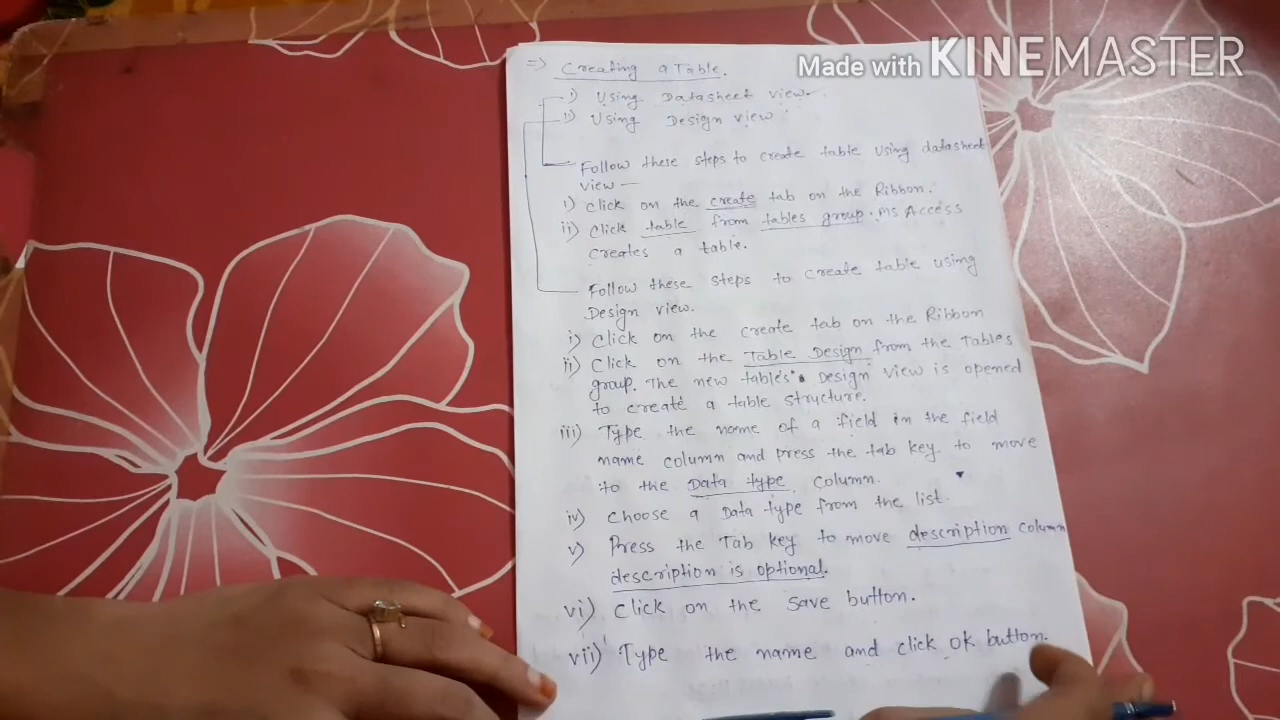 Made with KINEMASTER
=> Creating a Table.
i) Using Datasheet view.
ii) Using Design view
Follow these steps to create table using datasheet
view —
i) Click on the create tab on the Ribbon.
ii) Click table from tables group. MS Access
creates a table.
Follow these steps to create table using
Design view.
i) Click on the create tab on the Ribbon
ii) Click on the Table Design from the Tables
group. The new table's Design view is opened
to create a table structure.
iii) Type the name of a field in the field
name column and press the tab key to move
to the Data type column.
iv) Choose a Data type from the list.
v) Press the Tab key to move description column
description is optional.
vi) Click on the save button.
vii) Type the name and click ok button.